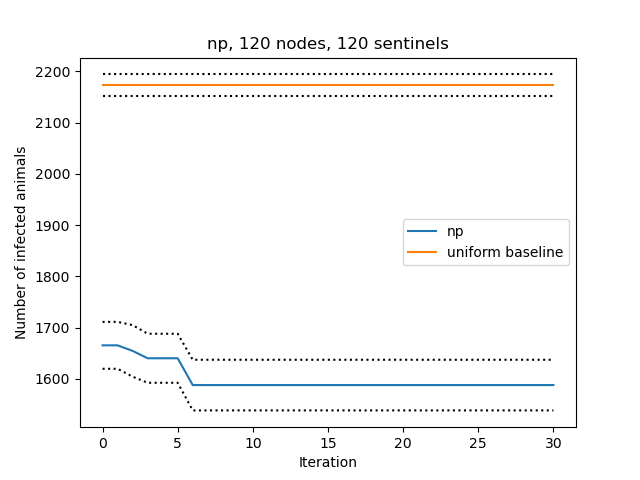 np, 120 nodes, 120 sentinels
Number of infected animals
2200
2100
2000
1900
1800
1700
1600
np
uniform baseline
0 5 10 15 20 25 30
Iteration